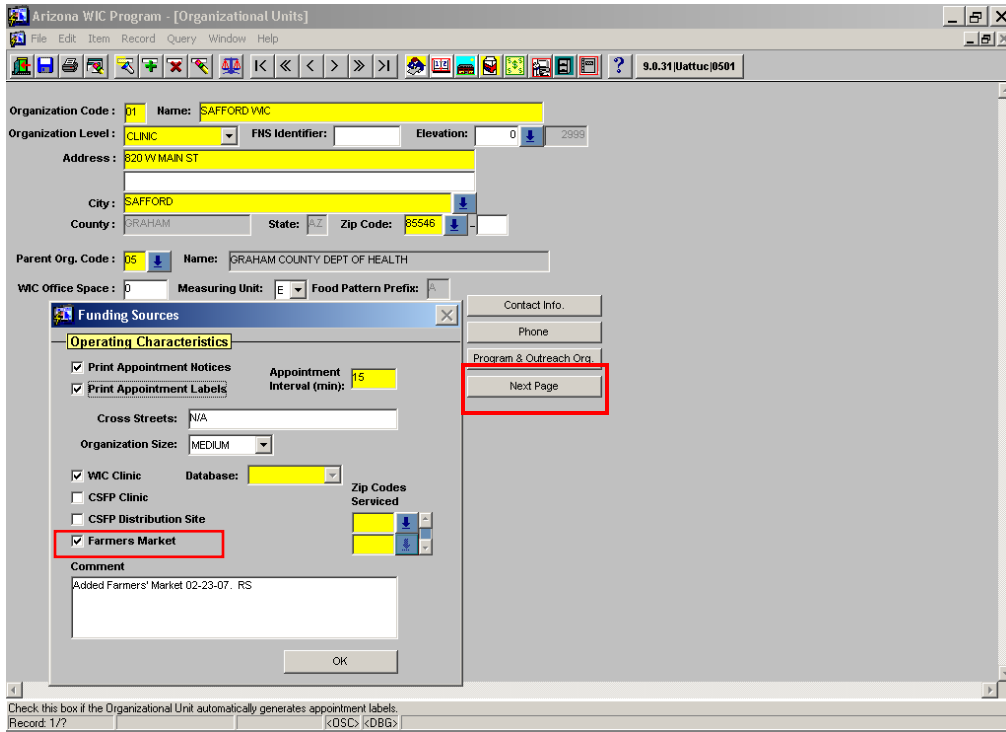 Arizona WIC Program - [Organizational Units]
File Edit Item Record Query Window Help
9.0.31|Uattuc|0501
Organization Code : 01 Name: SAFFORD WIC
Organization Level : CLINIC FNS Identifier: Elevation: 0 2999
Address : 820 W MAIN ST
City : SAFFORD
County : GRAHAM State: AZ Zip Code: 85546 -
Parent Org. Code : 05 Name: GRAHAM COUNTY DEPT OF HEALTH
WIC Office Space : 0 Measuring Unit: E Food Pattern Prefix: A
Contact Info.
Phone
Program & Outreach Org.
Next Page
Funding Sources
Operating Characteristics
Print Appointment Notices
Print Appointment Labels
Appointment
Interval (min): 15
Cross Streets: N/A
Organization Size: MEDIUM
WIC Clinic Database:
CSFP Clinic
CSFP Distribution Site
Farmers Market
Zip Codes
Serviced
Comment
Added Farmers' Market 02-23-07. RS
OK
Check this box if the Organizational Unit automatically generates appointment labels.
Record: 1/? <OSC> <DBG>